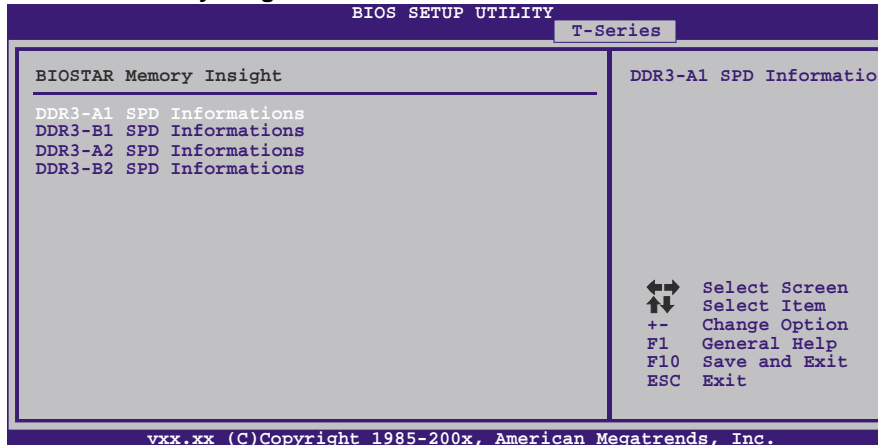 BIOS SETUP UTILITY
T-Series
BIOSTAR Memory Insight
DDR3-A1 SPD Informations
DDR3-B1 SPD Informations
DDR3-A2 SPD Informations
DDR3-B2 SPD Informations
DDR3-A1 SPD Informatio
Select Screen
Select Item
+- Change Option
F1 General Help
F10 Save and Exit
ESC Exit
vxx.xx (C)Copyright 1985-200x, American Megatrends, Inc.